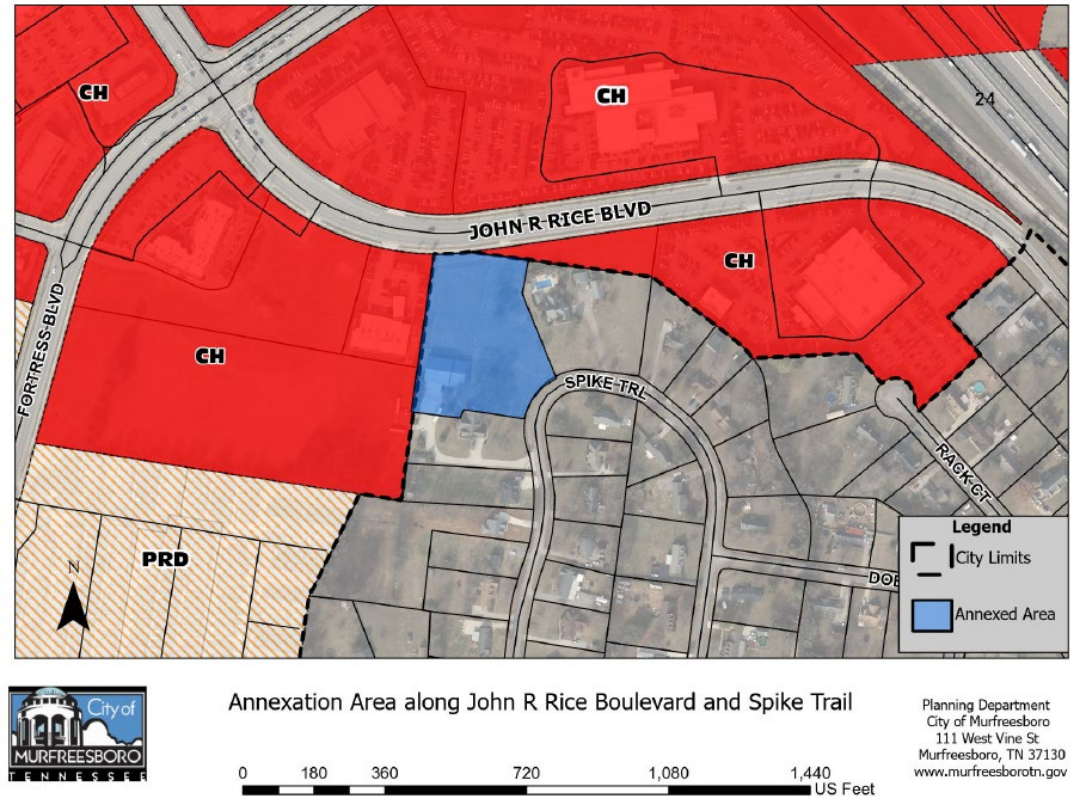 CH
CH
24
JOHN R RICE BLVD
CH
FORTRESS BLVD
CH
SPIKE TRL
RACK CT
PRD
N
Legend
City Limits
Annexed Area
City of
MURFREESBORO
TENNESSEE
Annexation Area along John R Rice Boulevard and Spike Trail
0 180 360 720 1,080 1,440
US Feet
Planning Department
City of Murfreesboro
111 West Vine St
Murfreesboro, TN 37130
www.murfreesborotn.gov